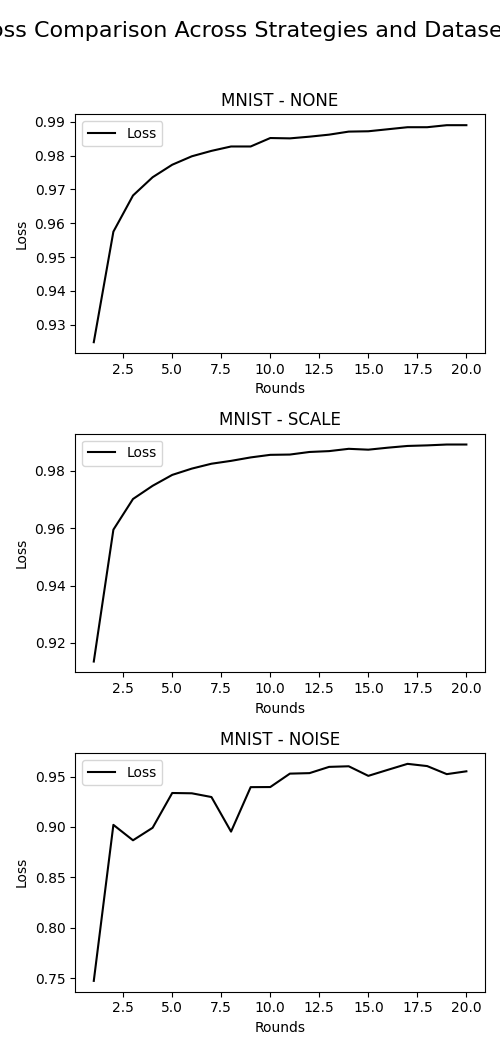 oss Comparison Across Strategies and Datase
MNIST - NONE
0.99
0.98
0.97
0.96
0.95
0.94
0.93
Loss
Loss
2.5 5.0 7.5 10.0 12.5 15.0 17.5 20.0
Rounds
MNIST - SCALE
0.98
0.96
0.94
0.92
Loss
Loss
2.5 5.0 7.5 10.0 12.5 15.0 17.5 20.0
Rounds
MNIST - NOISE
0.95
0.90
0.85
0.80
0.75
Loss
Loss
2.5 5.0 7.5 10.0 12.5 15.0 17.5 20.0
Rounds